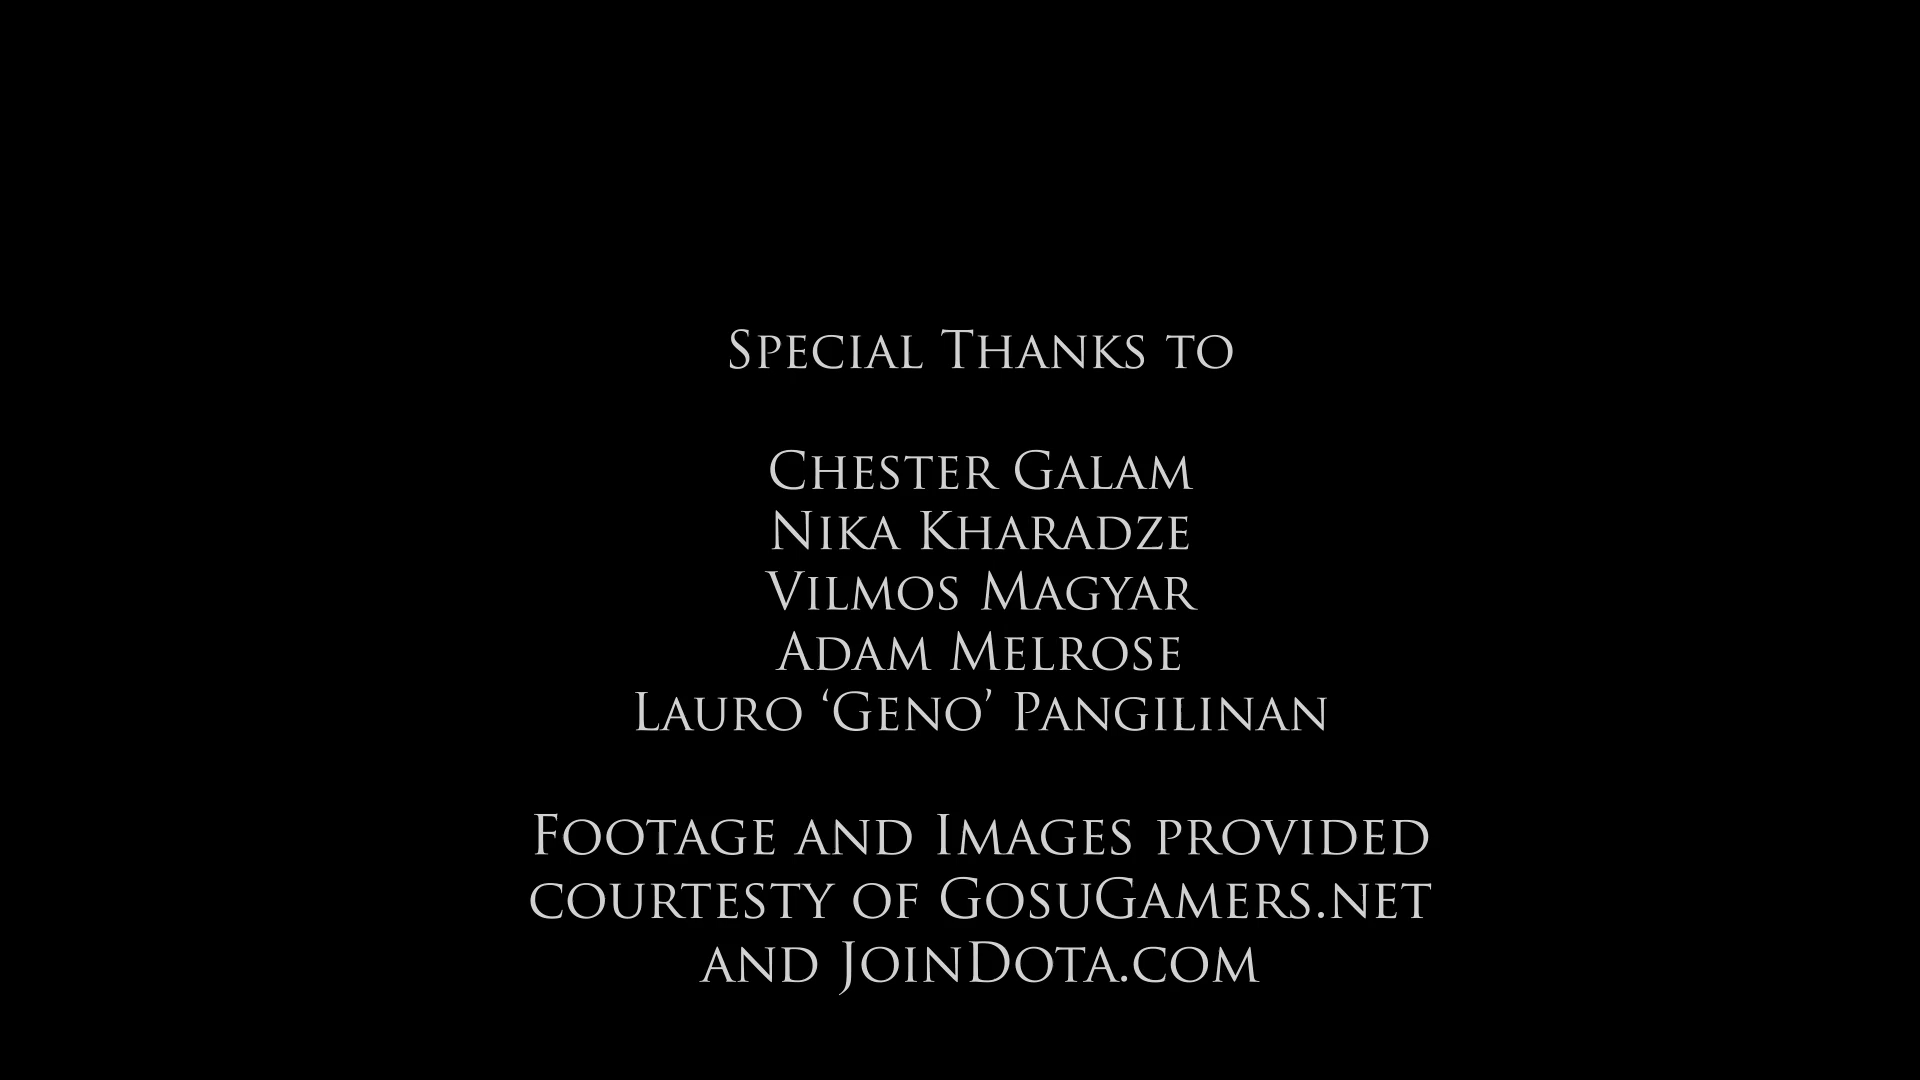 Special Thanks to
Chester Galam
Nika Kharadze
Vilmos Magyar
Adam Melrose
Lauro ‘Geno’ Pangilinan
Footage and Images provided
courtesty of GosuGamers.net
and JoinDota.com